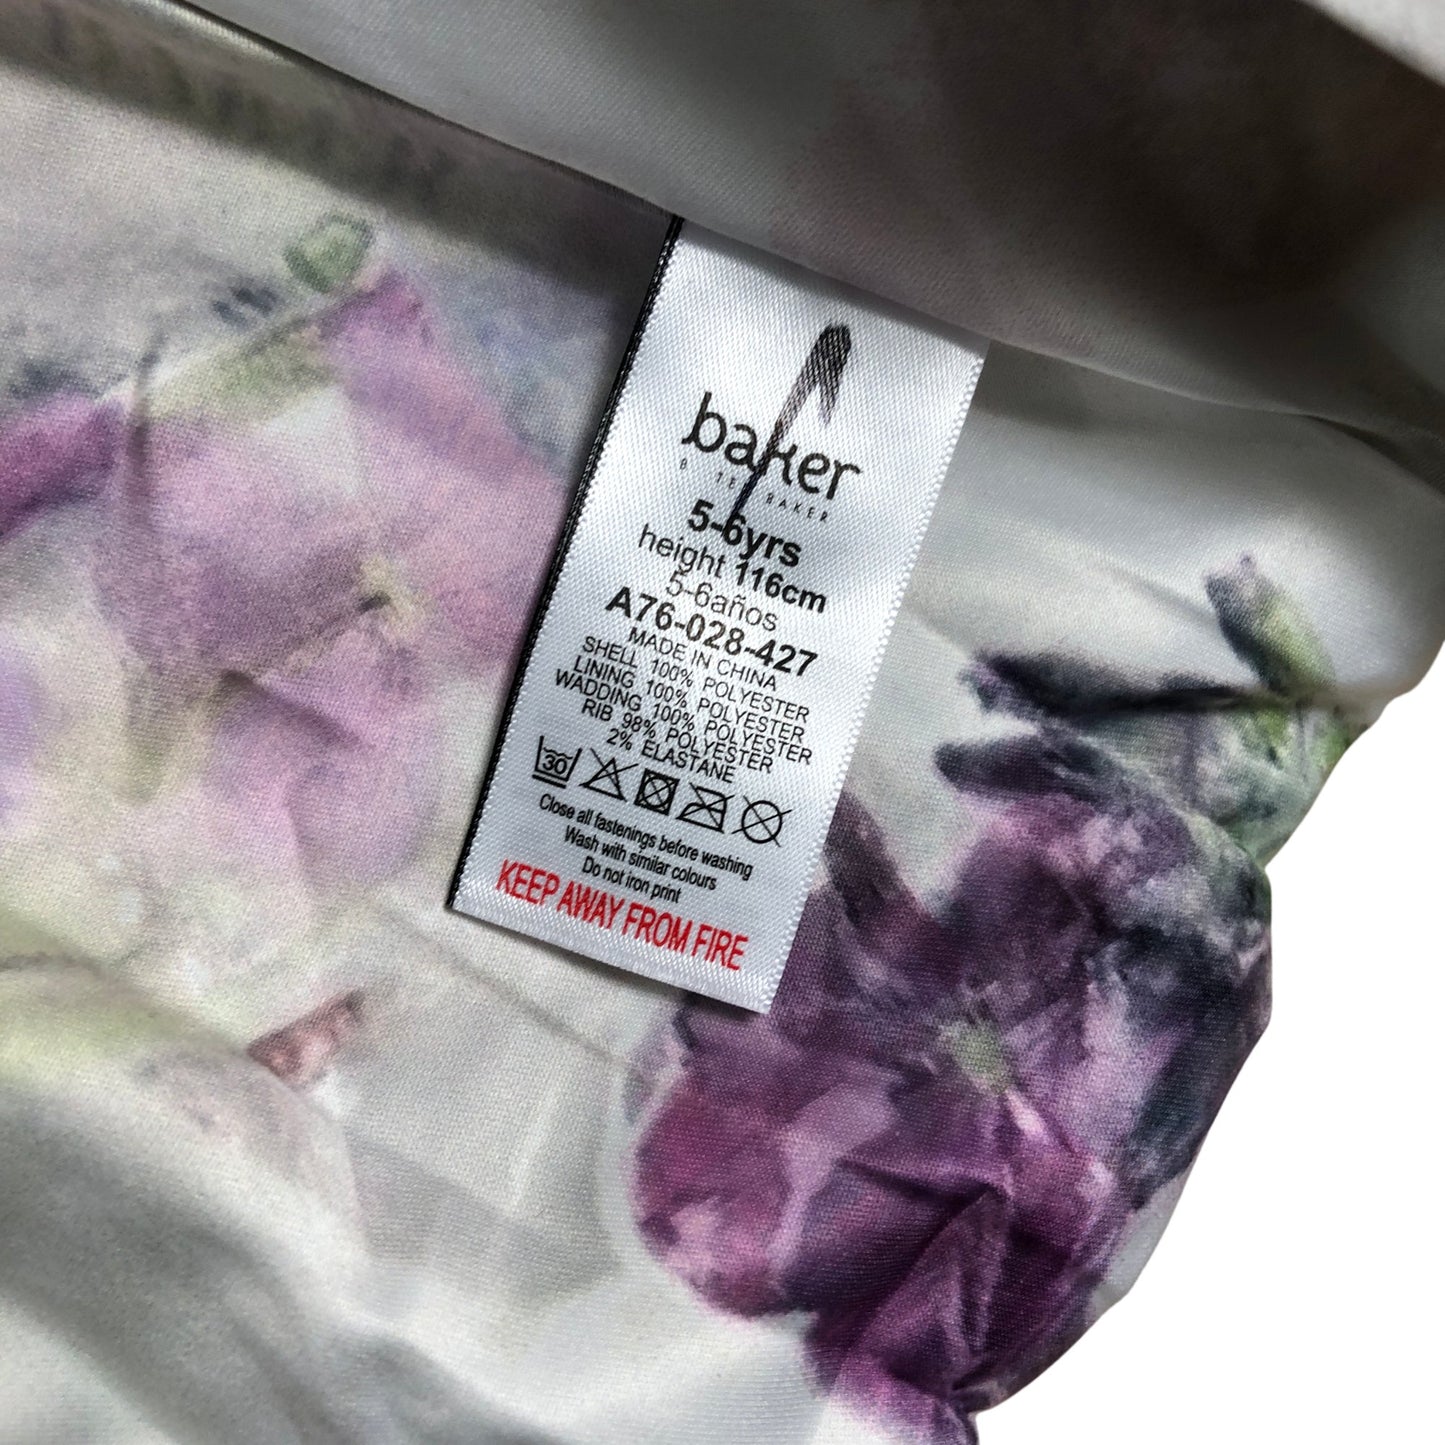 baker
B TED BAKER
5-6yrs
height 116cm
5-6años
A76-028-427
MADE IN CHINA
SHELL 100% POLYESTER
LINING 100% POLYESTER
WADDING 100% POLYESTER
RIB 98% POLYESTER
2% ELASTANE
30
Close all fastenings before washing
Wash with similar colours
Do not iron print
KEEP AWAY FROM FIRE